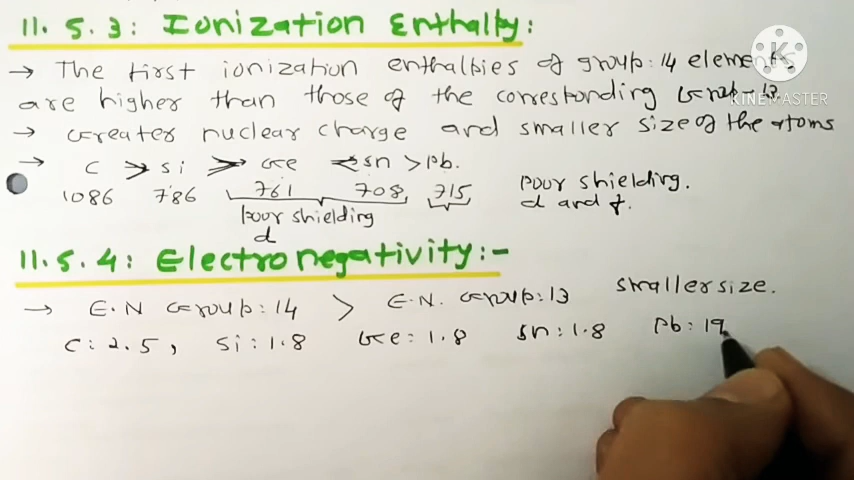 11.5.3: Ionization Enthalpy:
→ The first ionization enthalpies of group:14 elements
are higher than those of the corresponding Group-13.
KINEMASTER
→ Greater nuclear charge and smaller size of the atoms
→ C > Si > Ge < Sn > Pb.
1086 786 761 708 715
poor shielding d
poor shielding.
d and f.
11.5.4: Electronegativity:-
→ E.N Group:14 > E.N. Group:13 smaller size.
C: 2.5, Si: 1.8 Ge: 1.8 Sn: 1.8 Pb: 19